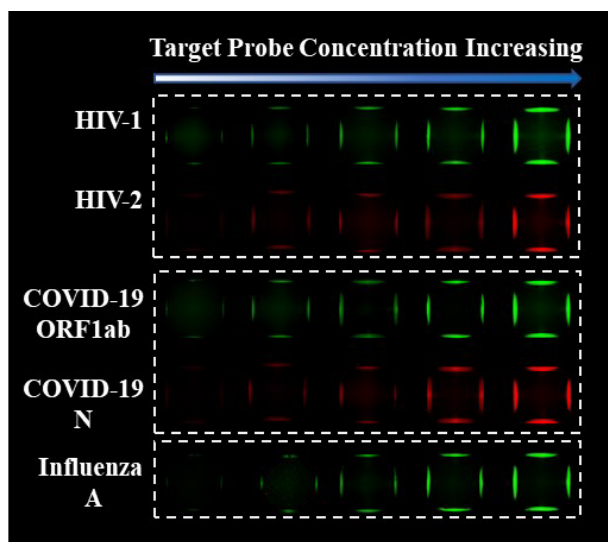 Target Probe Concentration Increasing
HIV-1
HIV-2
COVID-19
ORF1ab
COVID-19
N
Influenza
A